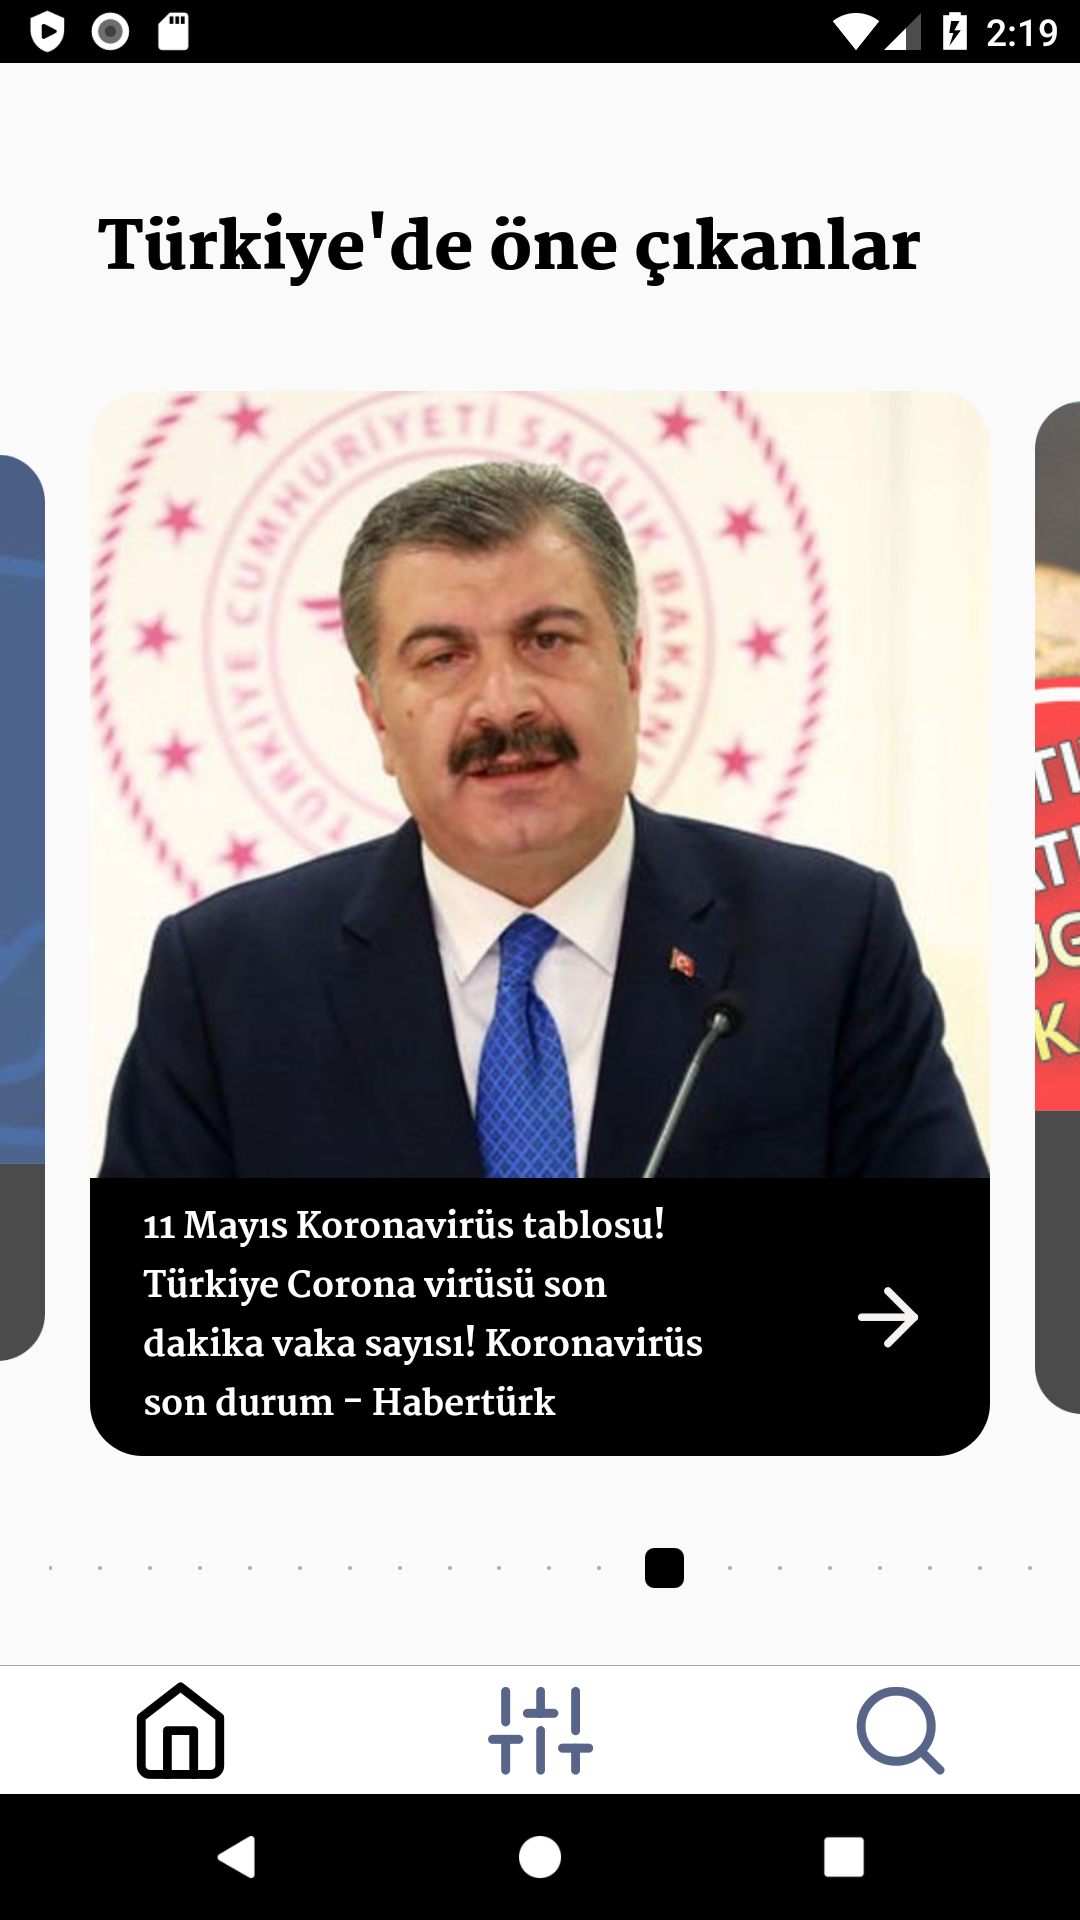 2:19
Türkiye'de öne çıkanlar
TÜRKİYE CUMHURİYETİ SAĞLIK BAKANL
11 Mayıs Koronavirüs tablosu!
Türkiye Corona virüsü son
dakika vaka sayısı! Koronavirüs
son durum - Habertürk